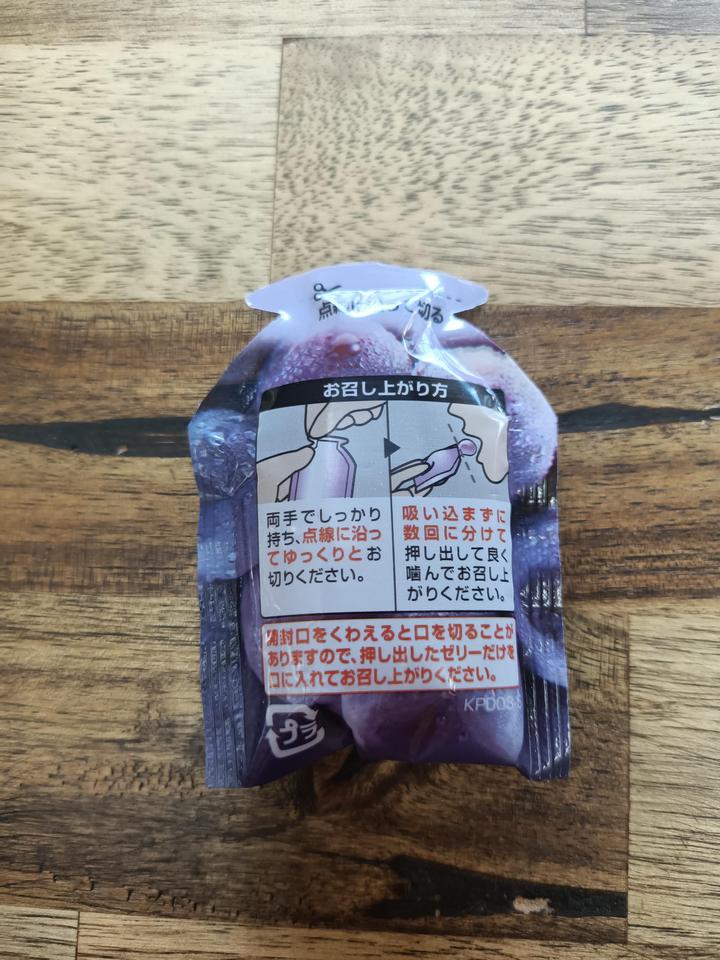 切る
お召し上がり方
両手でしっかり
持ち、点線に沿っ
てゆっくりとお
切りください。
吸い込まずに
数回に分けて
押し出して良く
噛んでお召し上
がりください。
開封口をくわえると口を切ることが
ありますので、押し出したゼリーだけを
口に入れてお召し上がりください。
KPD03-
プラ